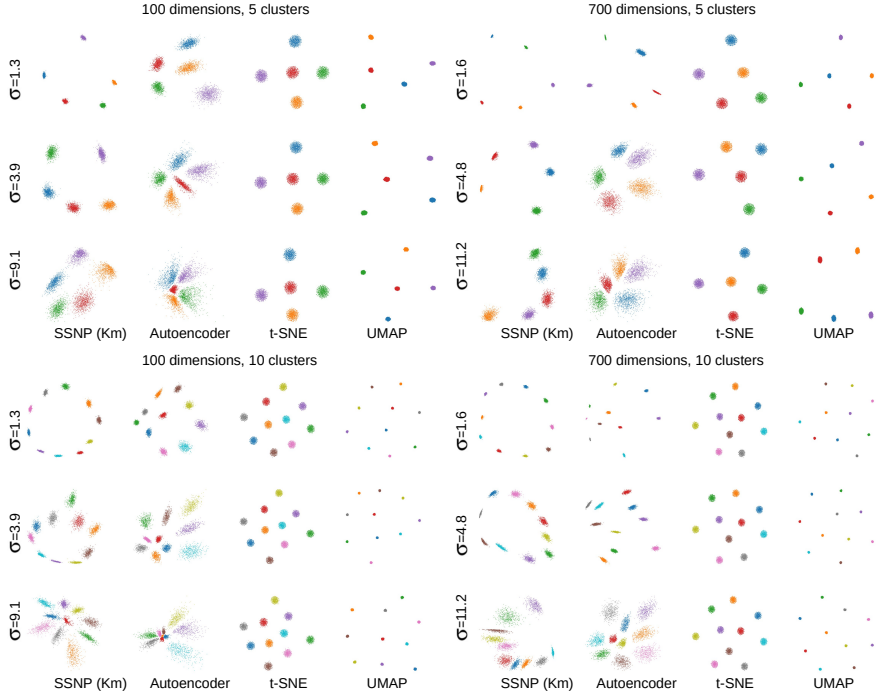 100 dimensions, 5 clusters
700 dimensions, 5 clusters
σ=1.3
σ=1.6
σ=3.9
σ=4.8
σ=9.1
σ=11.2
SSNP (Km) Autoencoder t-SNE UMAP
SSNP (Km) Autoencoder t-SNE UMAP
100 dimensions, 10 clusters
700 dimensions, 10 clusters
σ=1.3
σ=1.6
σ=3.9
σ=4.8
σ=9.1
σ=11.2
SSNP (Km) Autoencoder t-SNE UMAP
SSNP (Km) Autoencoder t-SNE UMAP